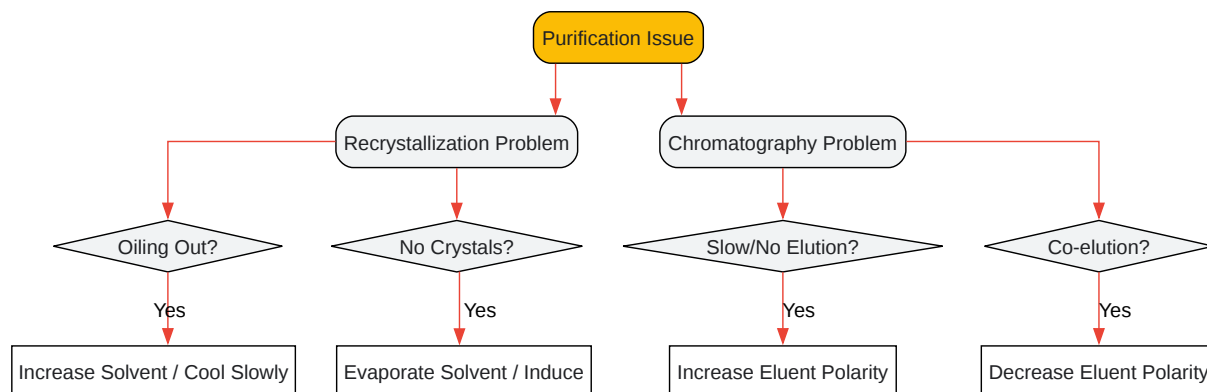 Purification Issue
Recrystallization Problem
Chromatography Problem
Oiling Out?
No Crystals?
Slow/No Elution?
Co-elution?
Yes
Yes
Yes
Yes
Increase Solvent / Cool Slowly
Evaporate Solvent / Induce
Increase Eluent Polarity
Decrease Eluent Polarity